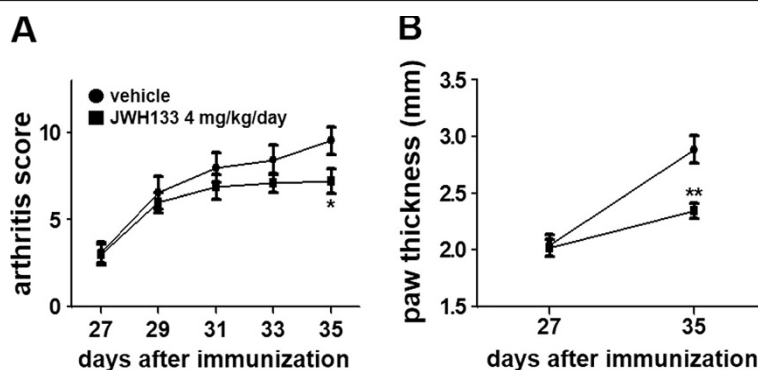 A
arthritis score
10
5
0
vehicle
JWH133 4 mg/kg/day
*
27 29 31 33 35
days after immunization
B
paw thickness (mm)
3.5
3.0
2.5
2.0
1.5
**
27 35
days after immunization